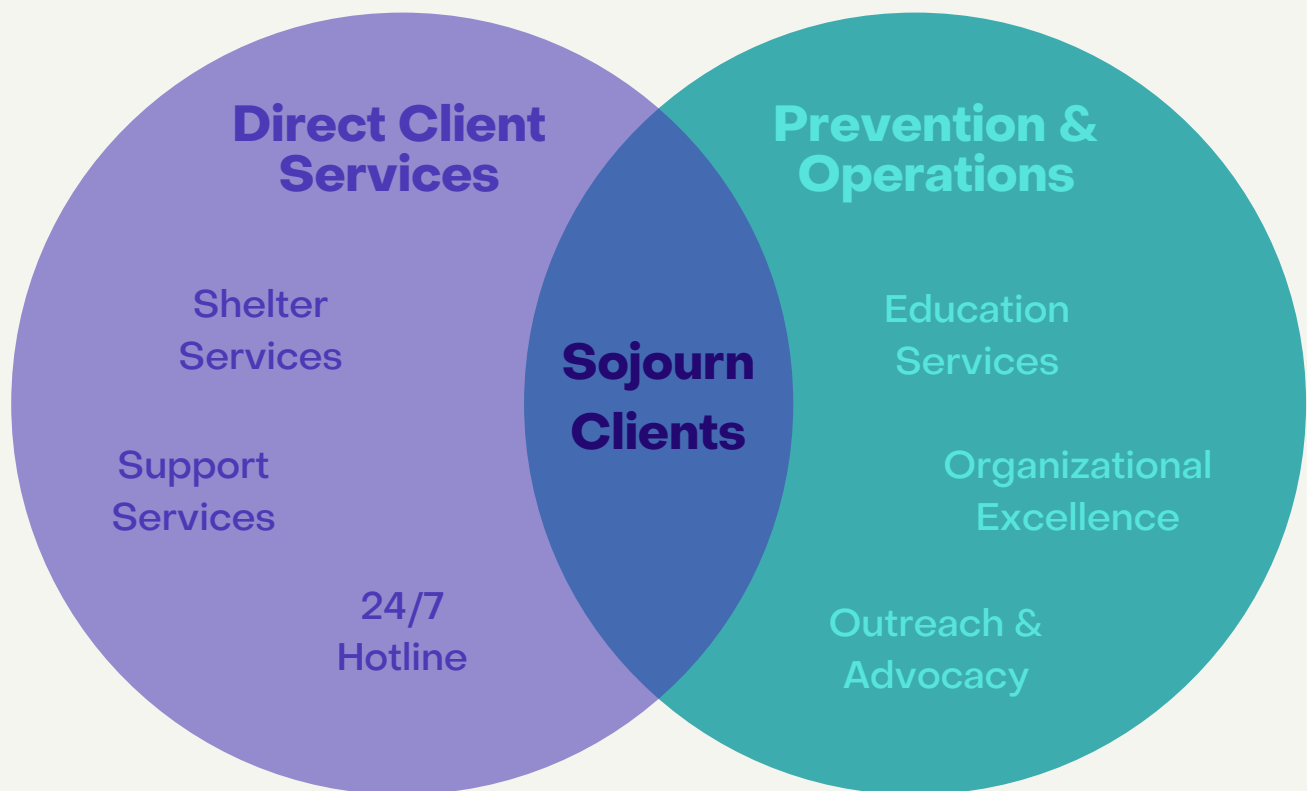 Direct Client
Services
Shelter
Services
Support
Services
24/7
Hotline
Sojourn
Clients
Prevention &
Operations
Education
Services
Organizational
Excellence
Outreach &
Advocacy